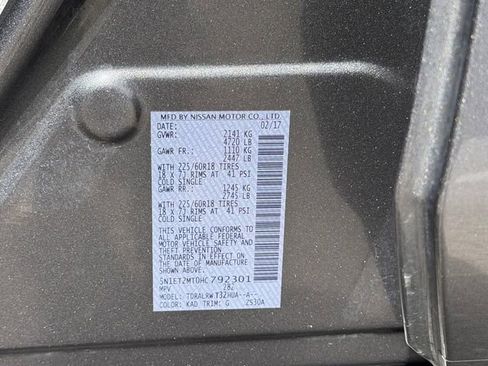 MFD BY NISSAN MOTOR CO., LTD.
DATE: 02/17
GVWR: 2141 KG
4720 LB
GAWR FR.: 1110 KG
2447 LB
WITH 225/60R18 TIRES
18 X 7J RIMS AT 41 PSI
COLD SINGLE
GAWR RR.: 1245 KG
2745 LB
WITH 225/60R18 TIRES
18 X 7J RIMS AT 41 PSI
COLD SINGLE
THIS VEHICLE CONFORMS TO
ALL APPLICABLE FEDERAL
MOTOR VEHICLE SAFETY AND
THEFT PREVENTION
STANDARDS IN EFFECT ON
THE DATE OF MANUFACTURE
SHOWN ABOVE.
5N1ET2MT0HC792301
MPV 2B2
MODEL: TDRALRWT32HUA--A--
COLOR: KAD TRIM: G ZS30A